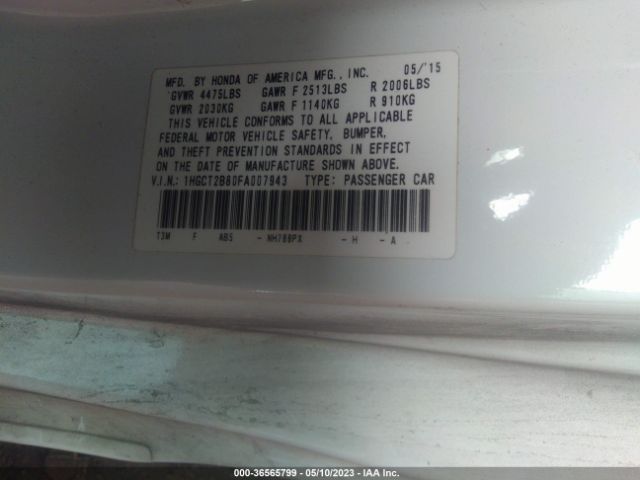 MFD. BY HONDA OF AMERICA MFG., INC. 05/'15
GVWR 4475LBS GAWR F 2513LBS R 2006LBS
GVWR 2030KG GAWR F 1140KG R 910KG
THIS VEHICLE CONFORMS TO ALL APPLICABLE
FEDERAL MOTOR VEHICLE SAFETY, BUMPER,
AND THEFT PREVENTION STANDARDS IN EFFECT
ON THE DATE OF MANUFACTURE SHOWN ABOVE.
V.I.N.: 1HGCT2B80FA007943 TYPE: PASSENGER CAR
T3M F AB5 - NH788PX - H - A
000-36565799 - 05/10/2023 - IAA Inc.